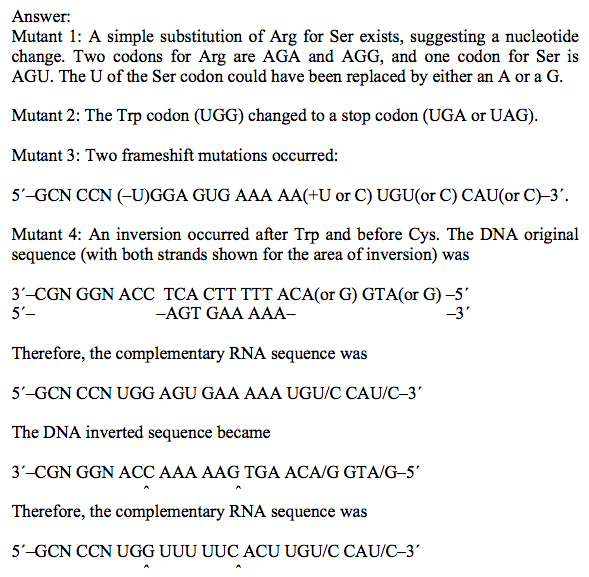 Answer:
Mutant 1: A simple substitution of Arg for Ser exists, suggesting a nucleotide
change. Two codons for Arg are AGA and AGG, and one codon for Ser is
AGU. The U of the Ser codon could have been replaced by either an A or a G.
Mutant 2: The Trp codon (UGG) changed to a stop codon (UGA or UAG).
Mutant 3: Two frameshift mutations occurred:
5´–GCN CCN (–U)GGA GUG AAA AA(+U or C) UGU(or C) CAU(or C)–3´.
Mutant 4: An inversion occurred after Trp and before Cys. The DNA original
sequence (with both strands shown for the area of inversion) was
3´–CGN GGN ACC TCA CTT TTT ACA(or G) GTA(or G) –5´
5´– –AGT GAA AAA– –3´
Therefore, the complementary RNA sequence was
5´–GCN CCN UGG AGU GAA AAA UGU/C CAU/C–3´
The DNA inverted sequence became
3´–CGN GGN ACC AAA AAG TGA ACA/G GTA/G–5´
^ ^
Therefore, the complementary RNA sequence was
5´–GCN CCN UGG UUU UUC ACU UGU/C CAU/C–3´
^ ^